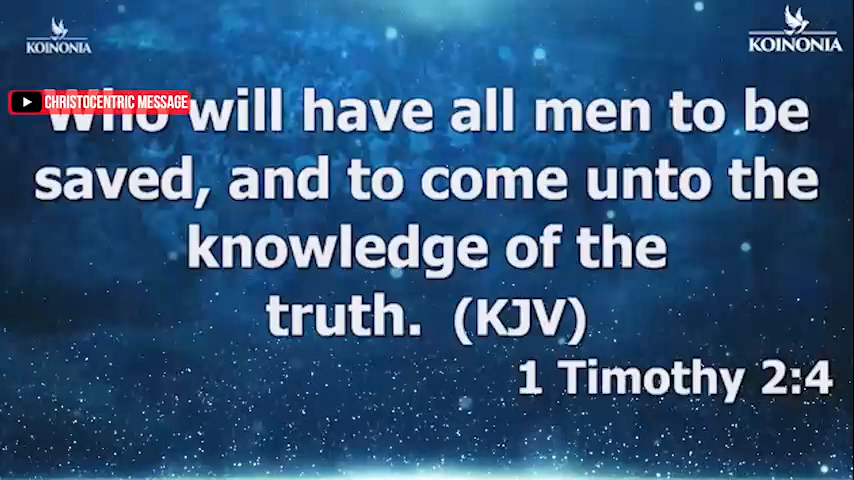 KOINONIA
KOINONIA
CHRISTOCENTRIC MESSAGE
Who will have all men to be
saved, and to come unto the
knowledge of the
truth. (KJV)
1 Timothy 2:4